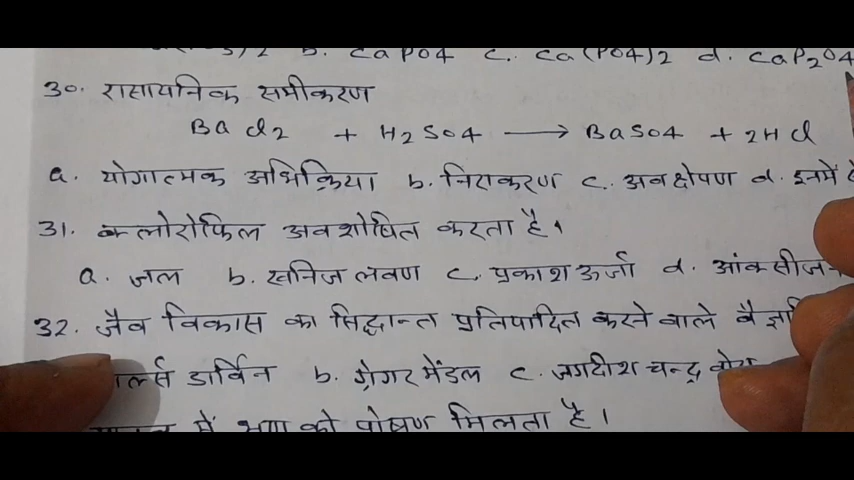 b. CaPO4 c. Ca(PO4)2 d. CaP2O4
30. रासायनिक समीकरण
BaCl2 + H2SO4 → BaSO4 + 2HCl
a. योगात्मक अभिक्रिया b. निराकरण c. अवक्षेपण d. इनमें
31. क्लोरोफिल अवशोषित करता है।
a. जल b. खनिज लवण c. प्रकाश ऊर्जा d. आंक्सीजन
32. जैव विकास का सिद्धान्त प्रतिपादित करने वाले
डार्विन b. ग्रेगर मेंडल c. जगदीश चन्द्र बोस
में भ्रूण को पोषण मिलता है।